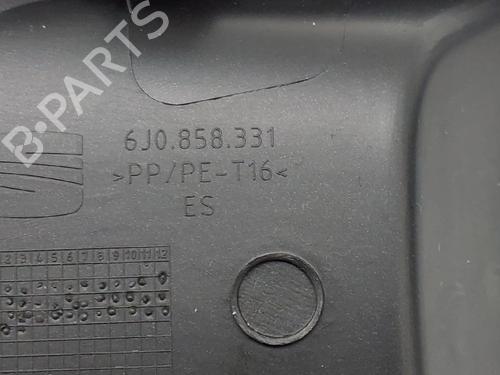 B-PARTS
6J0.858.331
>PP/PE-T16<
ES
2 3 4 5 6 7 8 9 10 11 12